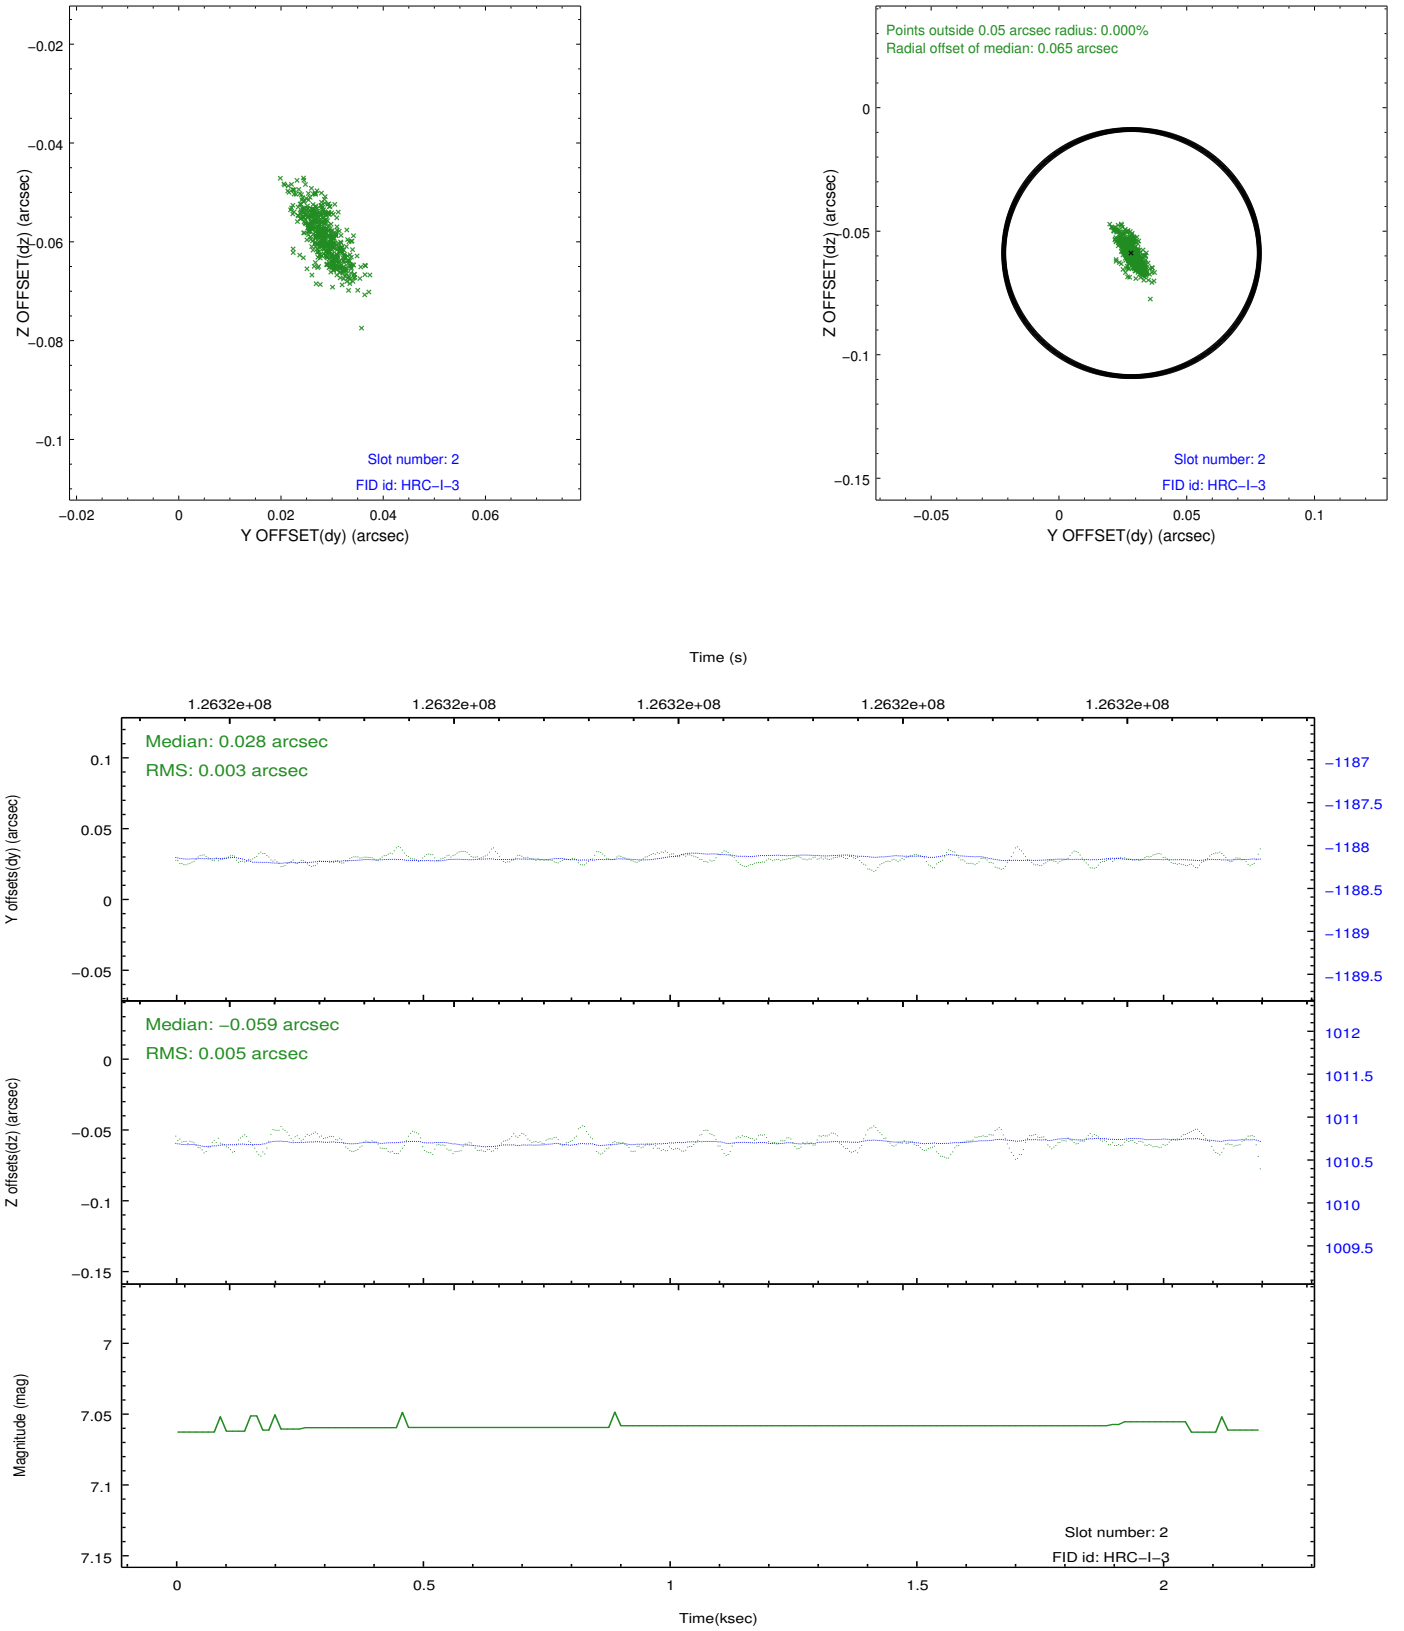 −0.02
−0.04
−0.06
−0.08
−0.1
Z OFFSET(dz) (arcsec)
Slot number: 2
FID id: HRC−I−3
−0.02 0 0.02 0.04 0.06
Y OFFSET(dy) (arcsec)
Points outside 0.05 arcsec radius: 0.000%
Radial offset of median: 0.065 arcsec
0
−0.05
−0.1
−0.15
Z OFFSET(dz) (arcsec)
Slot number: 2
FID id: HRC−I−3
−0.05 0 0.05 0.1
Y OFFSET(dy) (arcsec)
Time (s)
1.2632e+08 1.2632e+08 1.2632e+08 1.2632e+08 1.2632e+08
Median: 0.028 arcsec
RMS: 0.003 arcsec
0.1
0.05
0
−0.05
Y offsets(dy) (arcsec)
−1187
−1187.5
−1188
−1188.5
−1189
−1189.5
Median: −0.059 arcsec
RMS: 0.005 arcsec
0
−0.05
−0.1
−0.15
Z offsets(dz) (arcsec)
1012
1011.5
1011
1010.5
1010
1009.5
7
7.05
7.1
7.15
Magnitude (mag)
Slot number: 2
FID id: HRC−I−3
0 0.5 1 1.5 2
Time(ksec)